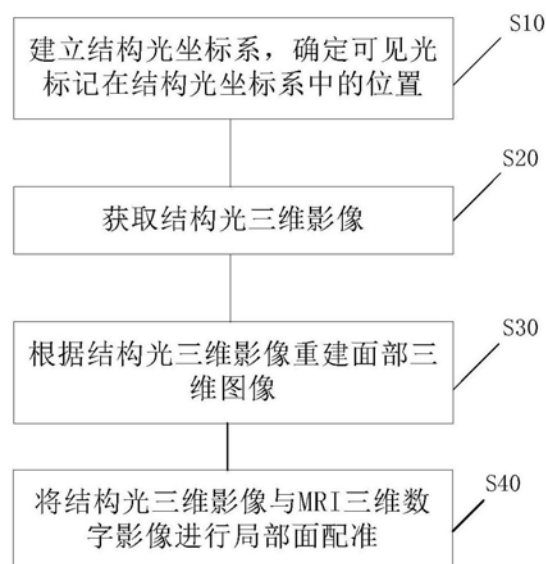 S10
建立结构光坐标系，确定可见光
标记在结构光坐标系中的位置
S20
获取结构光三维影像
S30
根据结构光三维影像重建面部三
维图像
S40
将结构光三维影像与MRI三维数
字影像进行局部面配准